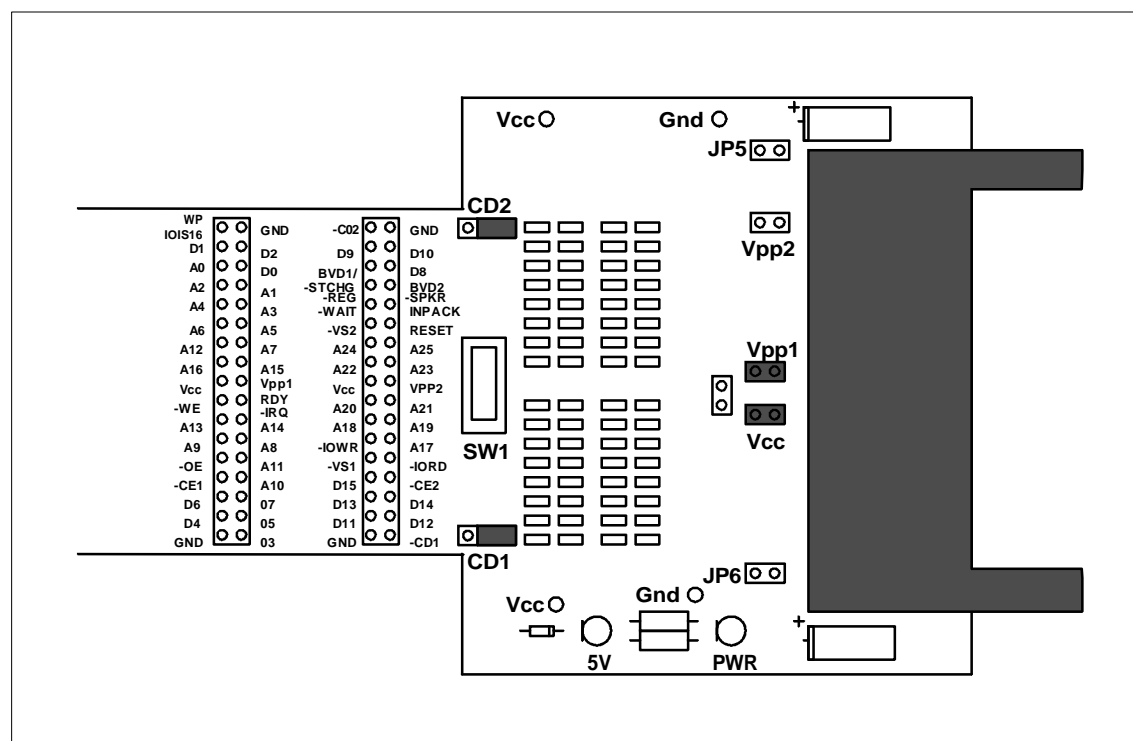 Vcc
Gnd
+
JP5
CD2
Vpp2
WP
IOIS16 GND -C02 GND
D1 D2 D9 D10
A0 D0 BVD1/ D8
A2 A1 -STCHG BVD2
-REG -SPKR
A4 A3 -WAIT INPACK
A6 A5 -VS2 RESET
A12 A7 A24 A25
A16 A15 A22 A23
Vcc Vpp1 Vcc VPP2
RDY
-WE -IRQ A20 A21
A13 A14 A18 A19
A9 A8 -IOWR A17
-OE A11 -VS1 -IORD
-CE1 A10 D15 -CE2
D6 07 D13 D14
D4 05 D11 D12
GND 03 GND -CD1
Vpp1
Vcc
SW1
CD1
JP6
Vcc
Gnd
+
5V
PWR